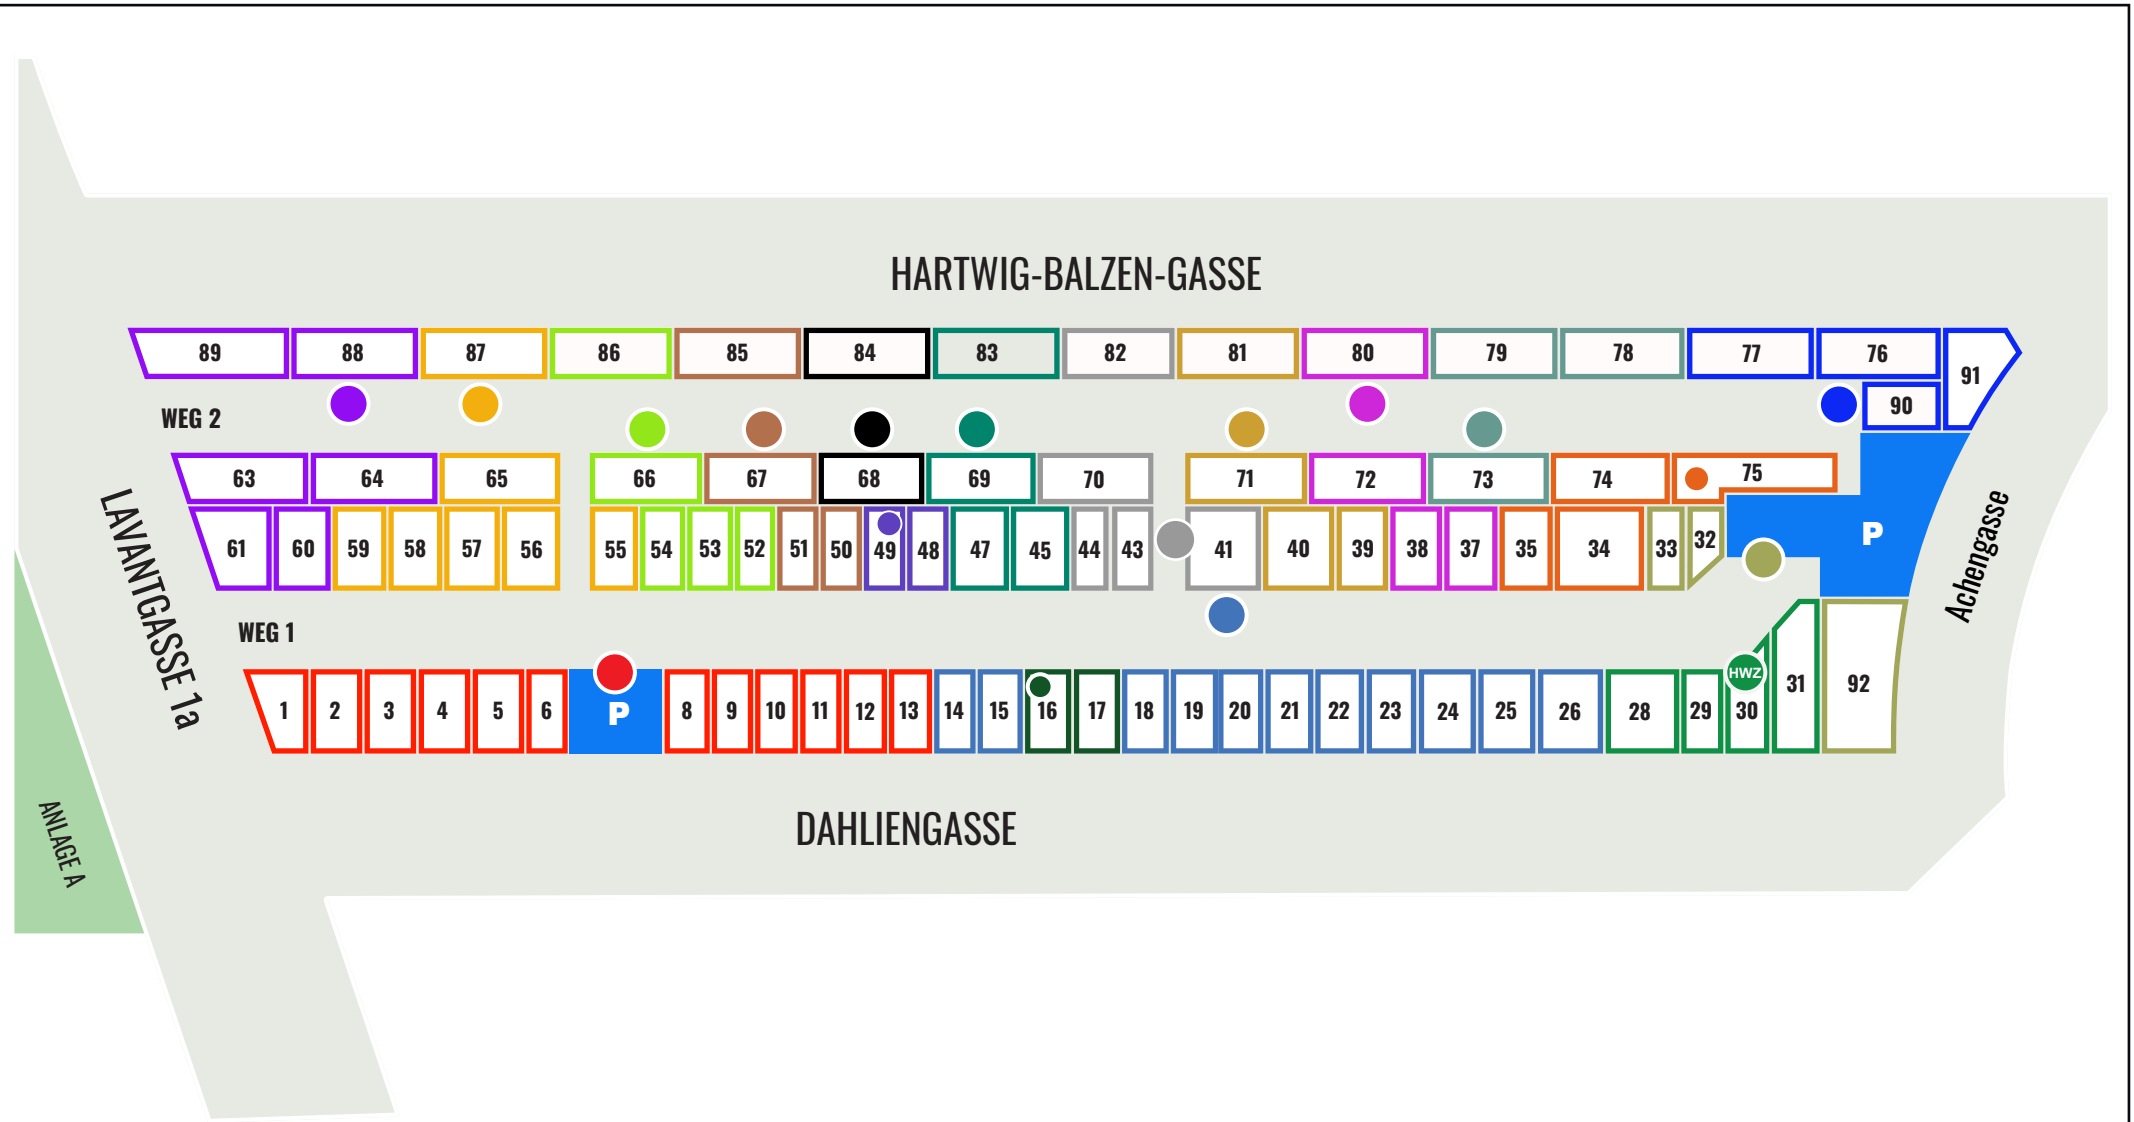 HARTWIG-BALZEN-GASSE
89 88 87 86 85 84 83 82 81 80 79 78 77 76 91
90
WEG 2
63 64 65 66 67 68 69 70 71 72 73 74 75
61 60 59 58 57 56 55 54 53 52 51 50 49 48 47 45 44 43 41 40 39 38 37 35 34 33 32 P
LAVANTGASSE 1a
Achengasse
WEG 1
HWZ
1 2 3 4 5 6 P 8 9 10 11 12 13 14 15 16 17 18 19 20 21 22 23 24 25 26 28 29 30 31 92
DAHLIENGASSE
ANLAGE A